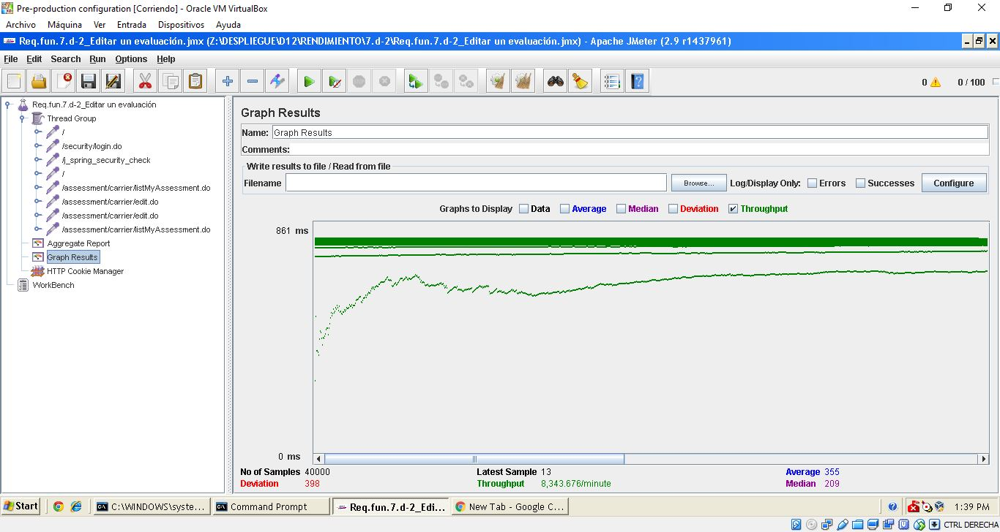 Pre-production configuration [Corriendo] - Oracle VM VirtualBox
Archivo Máquina Ver Entrada Dispositivos Ayuda
Req.fun.7.d-2_Editar un evaluación.jmx (Z:\DESPLIEGUE\D12\RENDIMIENTO\7.d-2\Req.fun.7.d-2_Editar un evaluación.jmx) - Apache JMeter (2.9 r1437961)
File Edit Search Run Options Help
0 0 / 100
Req.fun.7.d-2_Editar un evaluación
Thread Group
/
/security/login.do
/j_spring_security_check
/
/assessment/carrier/listMyAssessment.do
/assessment/carrier/edit.do
/assessment/carrier/edit.do
/assessment/carrier/listMyAssessment.do
Aggregate Report
Graph Results
HTTP Cookie Manager
WorkBench
Graph Results
Name: Graph Results
Comments:
Write results to file / Read from file
Filename Browse... Log/Display Only: Errors Successes Configure
Graphs to Display Data Average Median Deviation Throughput
861 ms
0 ms
No of Samples 40000 Latest Sample 13 Average 355
Deviation 398 Throughput 8,343.676/minute Median 209
Start C:\WINDOWS\syste... Command Prompt Req.fun.7.d-2_Edi... New Tab - Google C... 1:39 PM
CTRL DERECHA